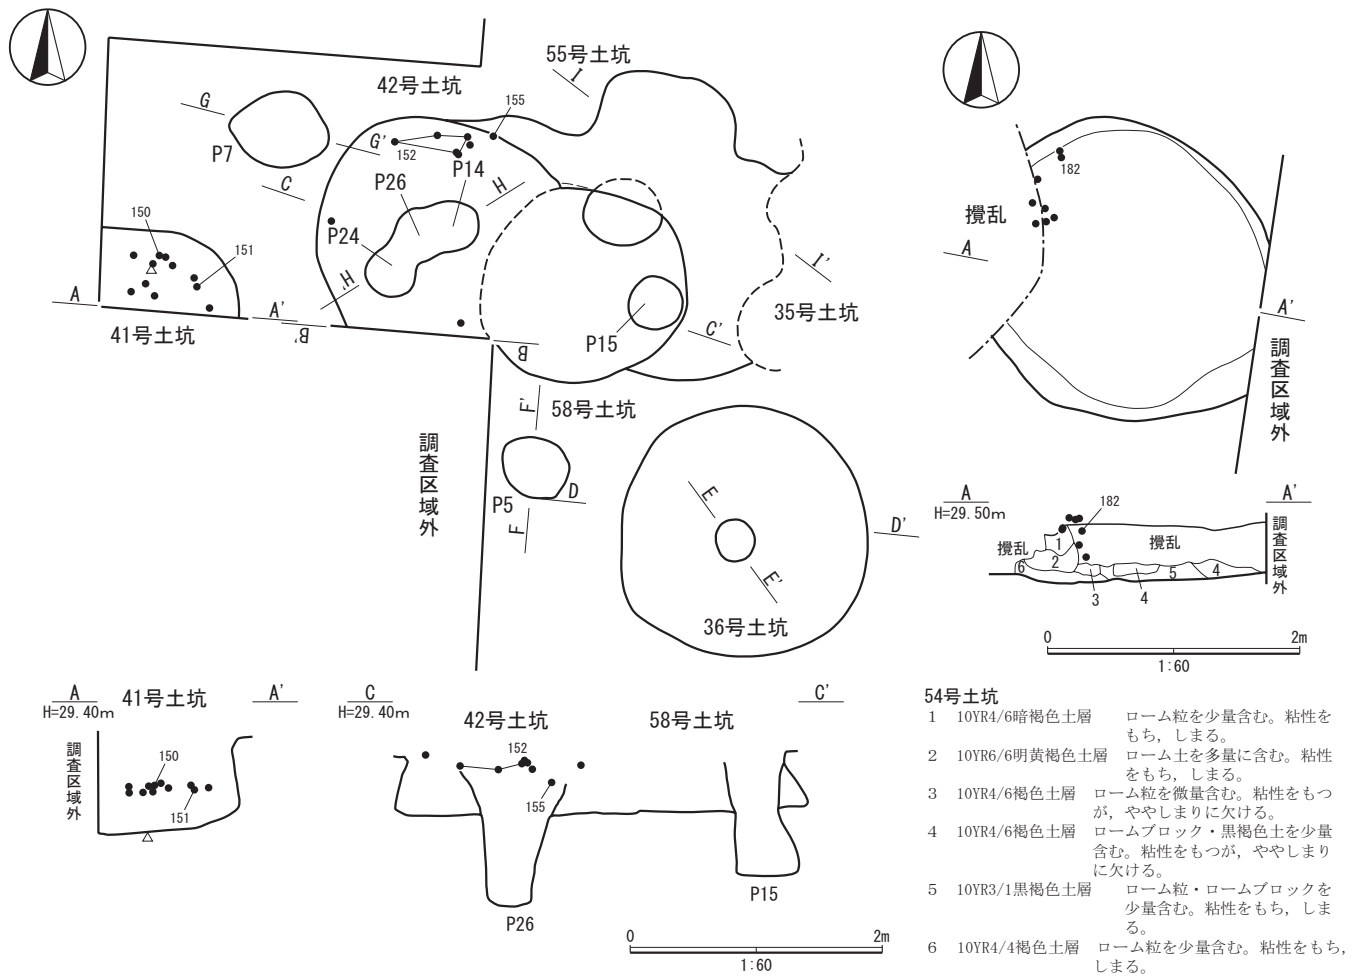 55号土坑
I
42号土坑
G
155
G'
152
P7
P14
C
P26
H
182
150
P24
攪乱
151
A
H'
I'
A
A'
35号土坑
A'
B'
41号土坑
B
P15
C'
調査区域外
F'
58号土坑
調査区域外
P5
D
E
A
A'
F
D'
H=29.50m
182
調査区域外
攪乱
1
攪乱
2
6
5
4
E'
3
4
36号土坑
0
2m
1:60
A
41号土坑
A'
C
C'
H=29.40m
H=29.40m
42号土坑
58号土坑
調査区域外
150
151
152
155
P15
P26
0
2m
1:60
54号土坑
1 10YR4/6暗褐色土層 ローム粒を少量含む。粘性を
もち，しまる。
2 10YR6/6明黄褐色土層 ローム土を多量に含む。粘性
をもち，しまる。
3 10YR4/6褐色土層 ローム粒を微量含む。粘性をもつ
が，ややしまりに欠ける。
4 10YR4/6褐色土層 ロームブロック・黒褐色土を少量
含む。粘性をもつが，ややしまり
に欠ける。
5 10YR3/1黒褐色土層 ローム粒・ロームブロックを
少量含む。粘性をもち，しま
る。
6 10YR4/4褐色土層 ローム粒を少量含む。粘性をもち，
しまる。